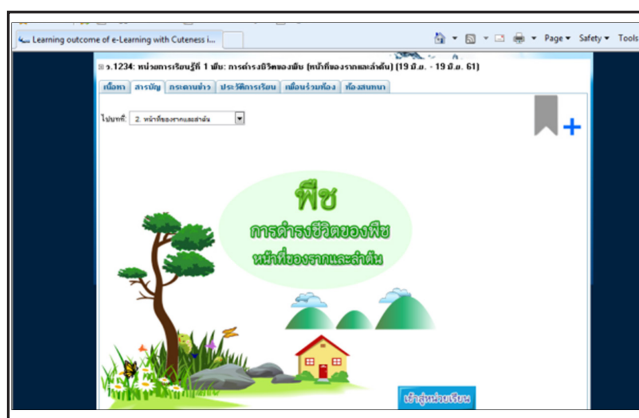 Learning outcome of e-Learning with Cuteness i...
Page Safety Tools
ว.1234: หน่วยการเรียนรู้ที่ 1 พืช: การดำรงชีวิตของพืช (หน้าที่ของรากและลำต้น) (19 มิ.ย. - 19 มิ.ย. 61)
เนื้อหา สารบัญ กระดานข่าว ประวัติการเรียน เพื่อนร่วมห้อง ห้องสนทนา
ไปบทที่: 2. หน้าที่ของรากและลำต้น
พืช
การดำรงชีวิตของพืช
หน้าที่ของรากและลำต้น
เข้าสู่หน่วยเรียน